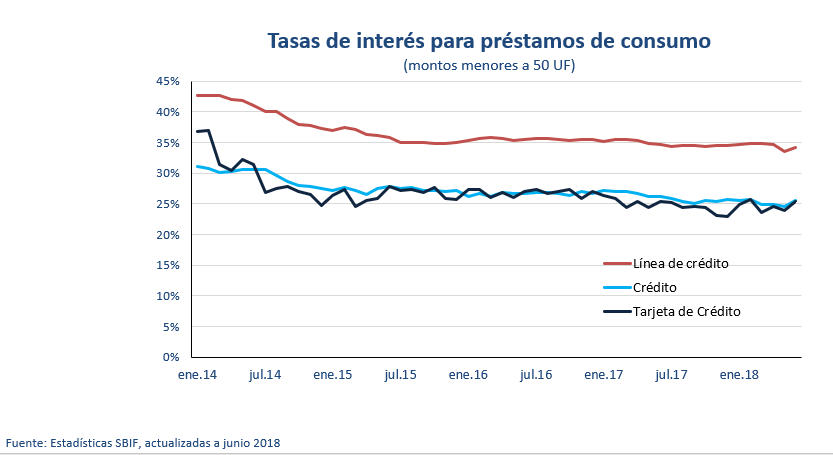 Tasas de interés para préstamos de consumo
(montos menores a 50 UF)
45%
40%
35%
30%
25%
20%
15%
10%
5%
0%
Línea de crédito
Crédito
Tarjeta de Crédito
ene.14 jul.14 ene.15 jul.15 ene.16 jul.16 ene.17 jul.17 ene.18
Fuente: Estadísticas SBIF, actualizadas a junio 2018